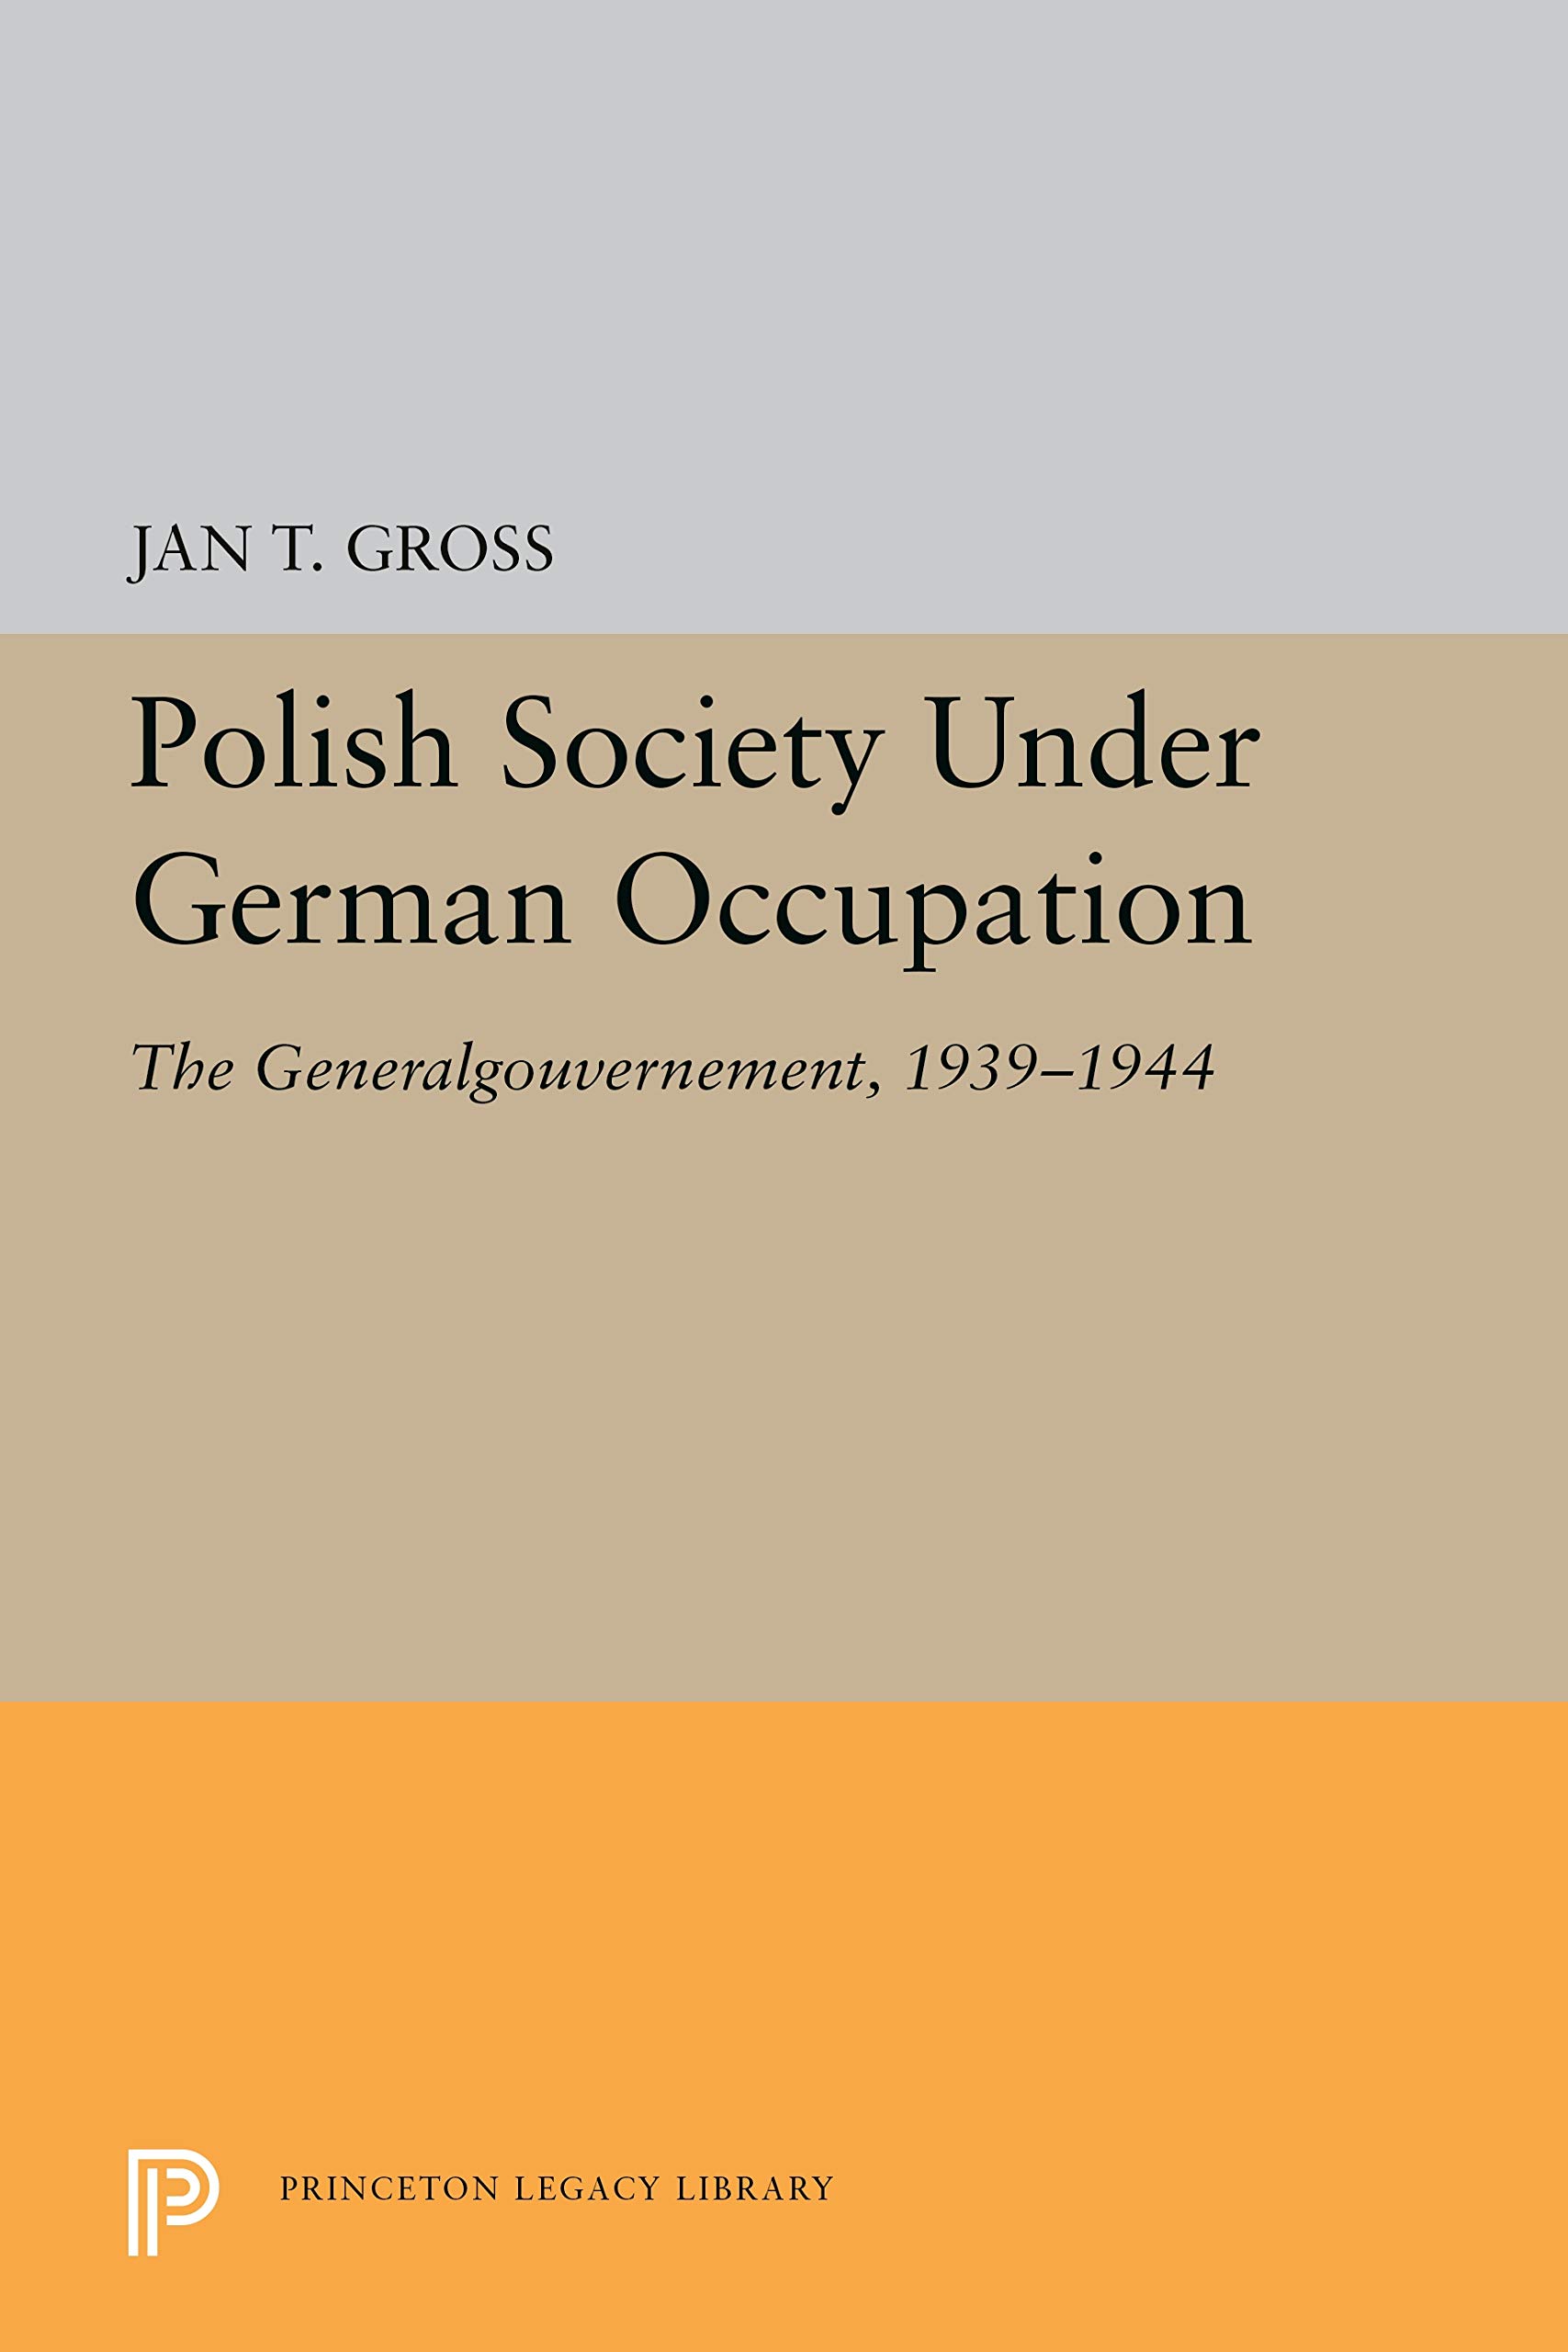 JAN T. GROSS
Polish Society Under
German Occupation
The Generalgouvernement, 1939–1944
PRINCETON LEGACY LIBRARY